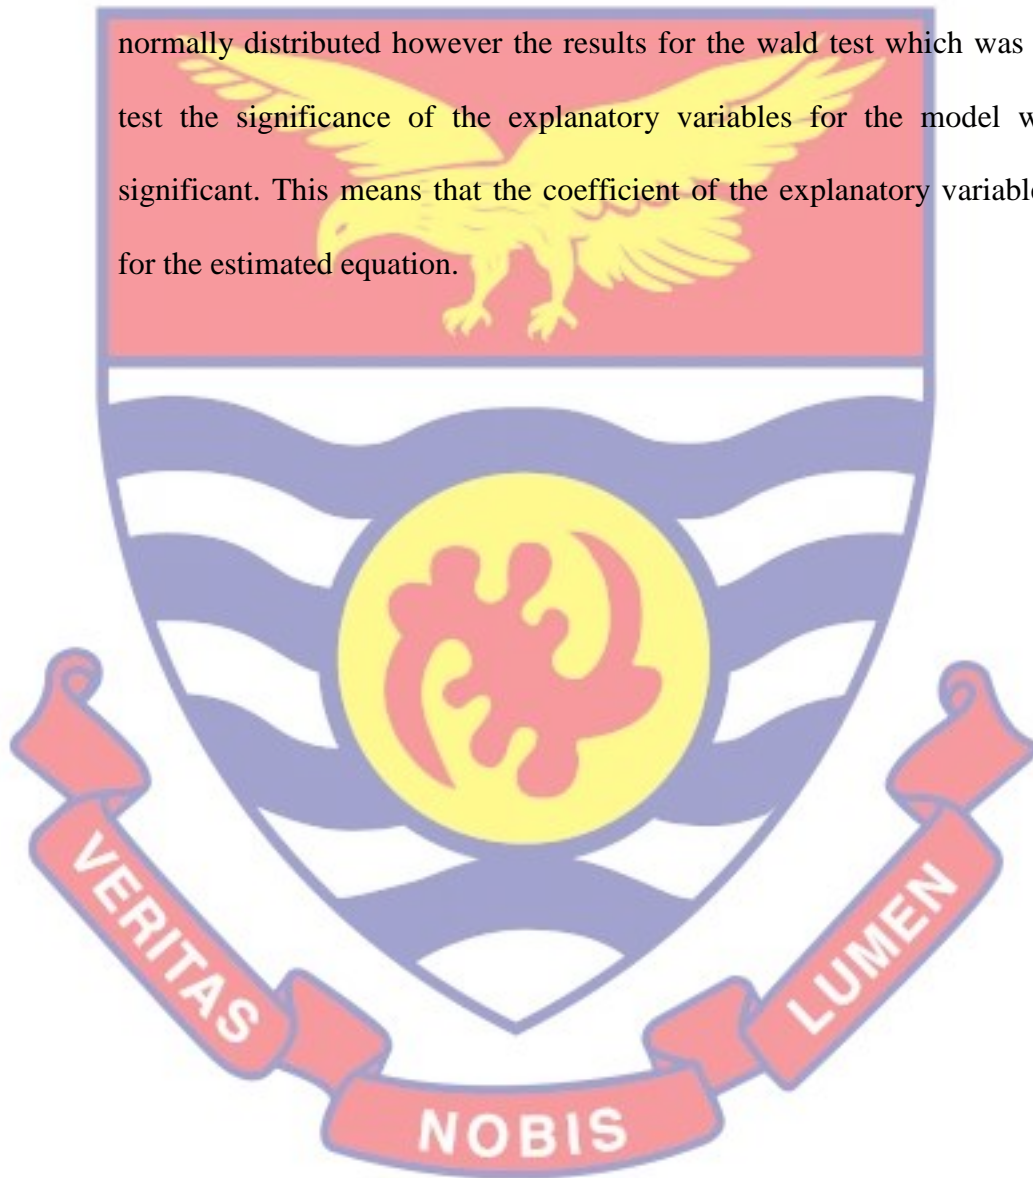 normally distributed however the results for the wald test which was
test the significance of the explanatory variables for the model
significant. This means that the coefficient of the explanatory
for the estimated equation.
VERITAS
NOBIS
LUMEN